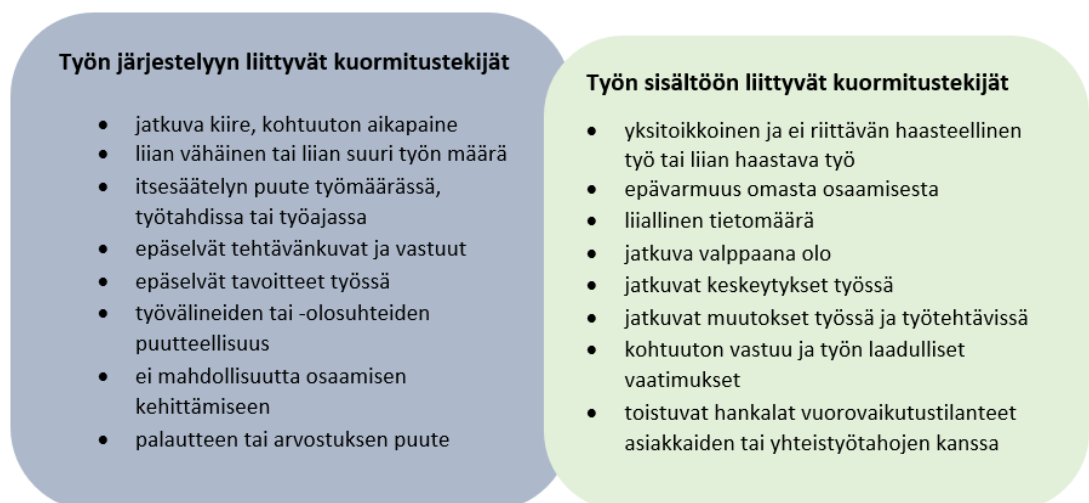 Työn järjestelyyn liittyvät kuormitustekijät
• jatkuva kiire, kohtuuton aikapaine
• liian vähäinen tai liian suuri työn määrä
• itsesäätelyn puute työmäärässä,
työtahdissa tai työajassa
• epäselvät tehtävänkuvat ja vastuut
• epäselvät tavoitteet työssä
• työvälineiden tai -olosuhteiden
puutteellisuus
• ei mahdollisuutta osaamisen
kehittämiseen
• palautteen tai arvostuksen puute
Työn sisältöön liittyvät kuormitustekijät
• yksitoikkoinen ja ei riittävän haasteellinen
työ tai liian haastava työ
• epävarmuus omasta osaamisesta
• liiallinen tietomäärä
• jatkuva valppaana olo
• jatkuvat keskeytykset työssä
• jatkuvat muutokset työssä ja työtehtävissä
• kohtuuton vastuu ja työn laadulliset
vaatimukset
• toistuvat hankalat vuorovaikutustilanteet
asiakkaiden tai yhteistyötahojen kanssa